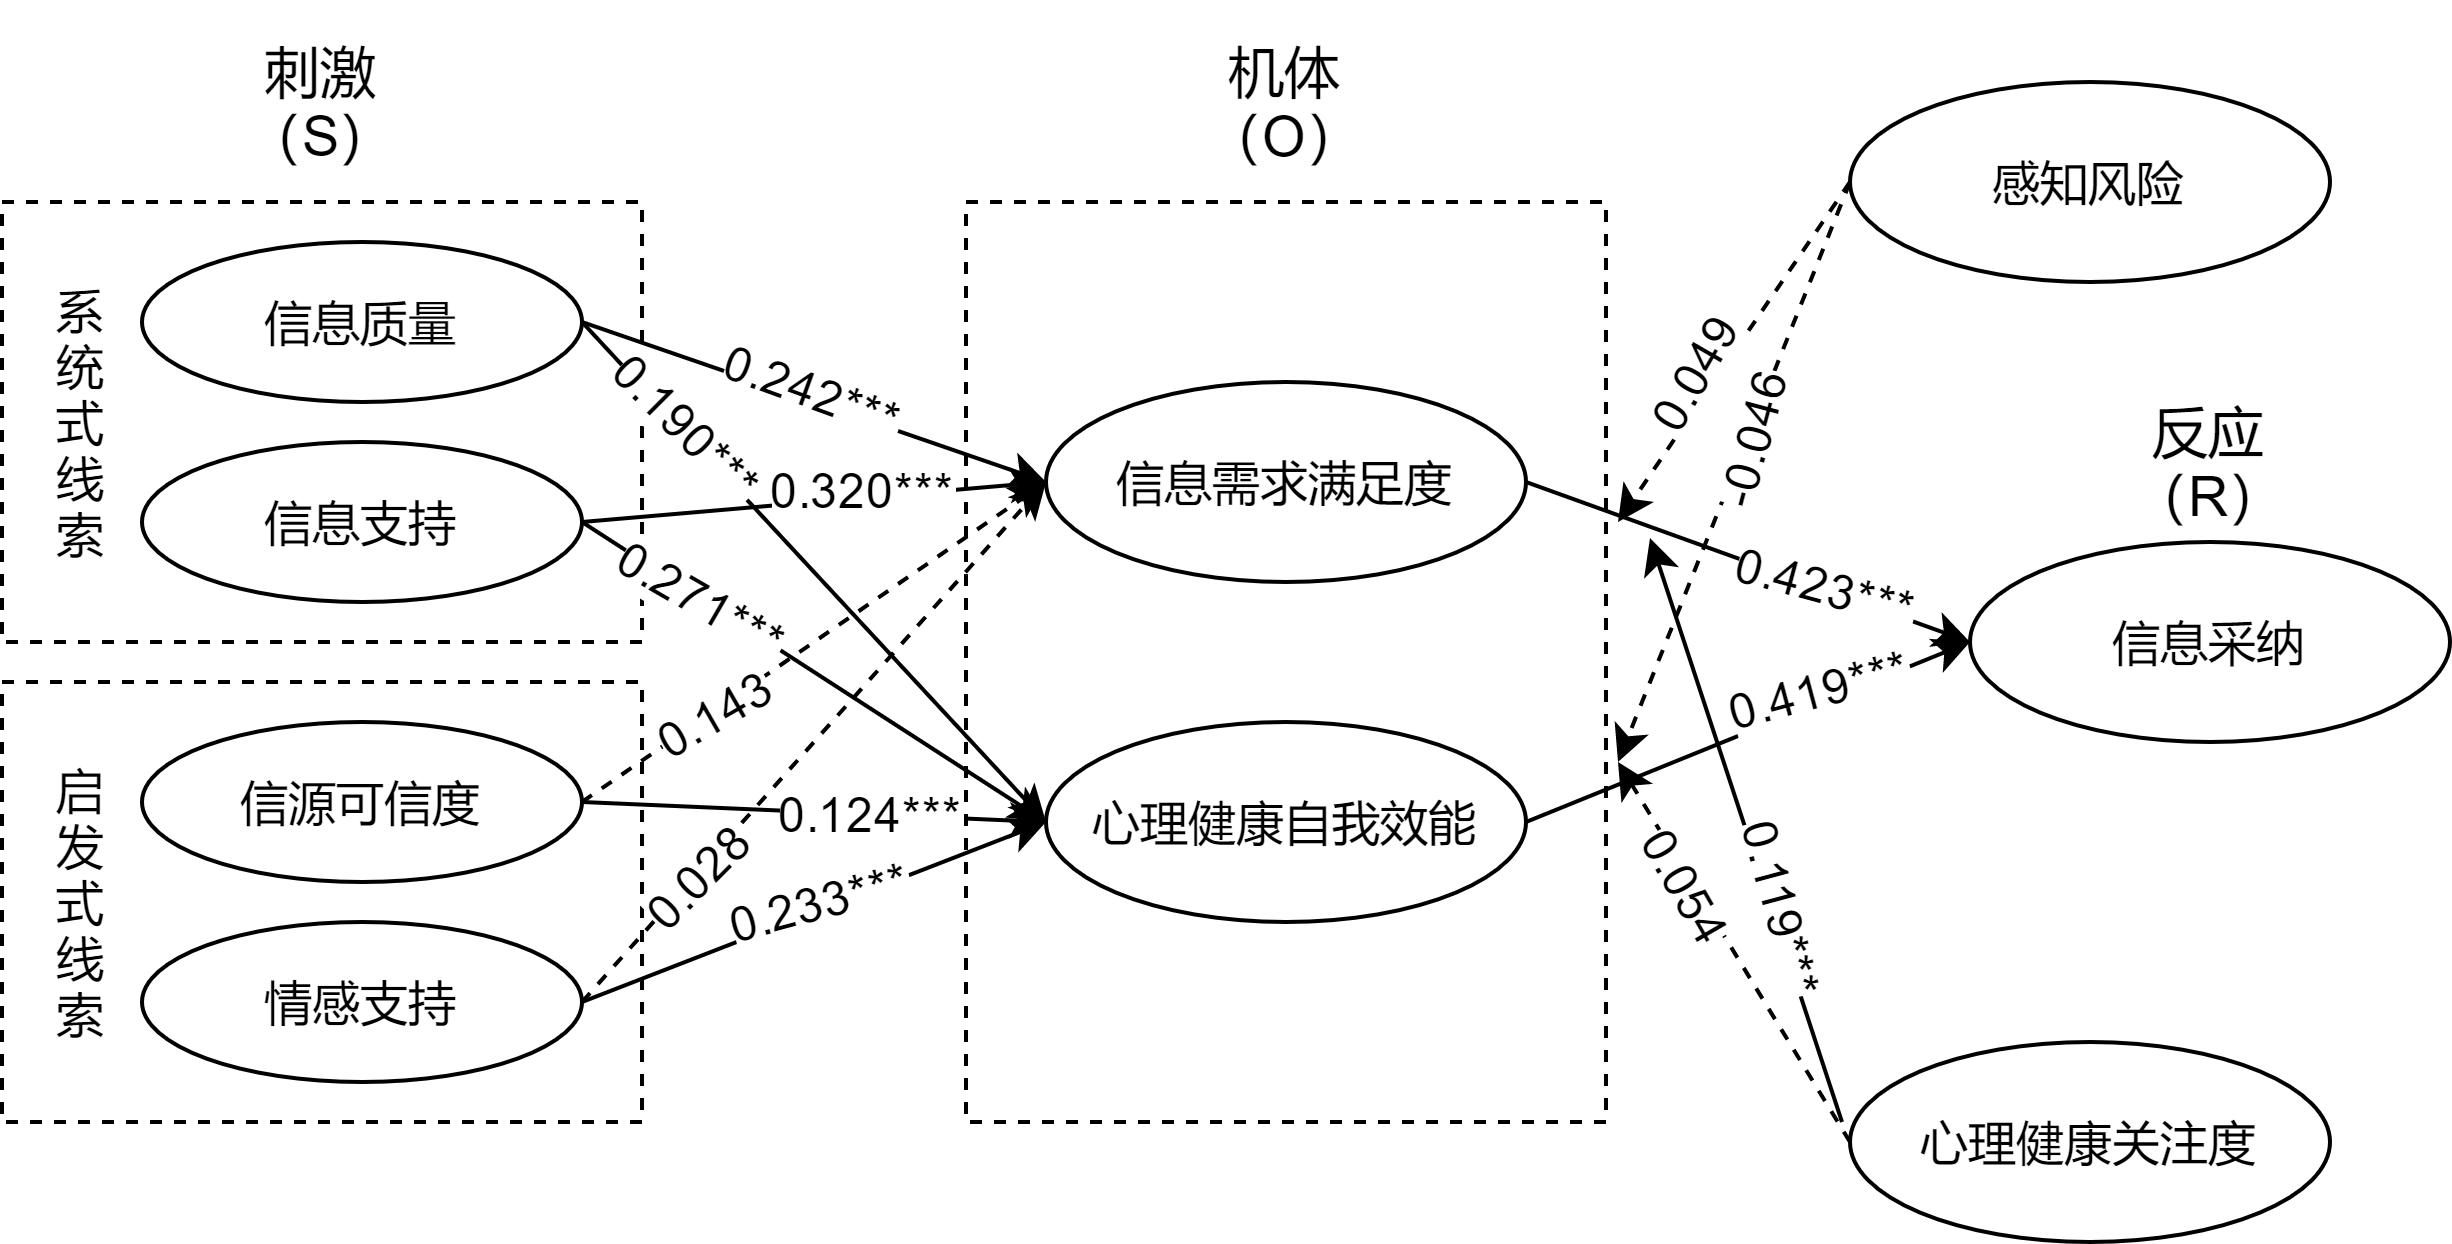 刺激
(S)
机体
(O)
感知风险
系统式线索
信息质量
信息支持
0.242***
0.190***
0.320***
0.271***
0.143
信息需求满足度
0.049
-0.046
反应
(R)
0.423***
信息采纳
0.419***
启发式线索
信源可信度
情感支持
0.124***
0.028
0.233***
心理健康自我效能
0.054
0.119***
心理健康关注度